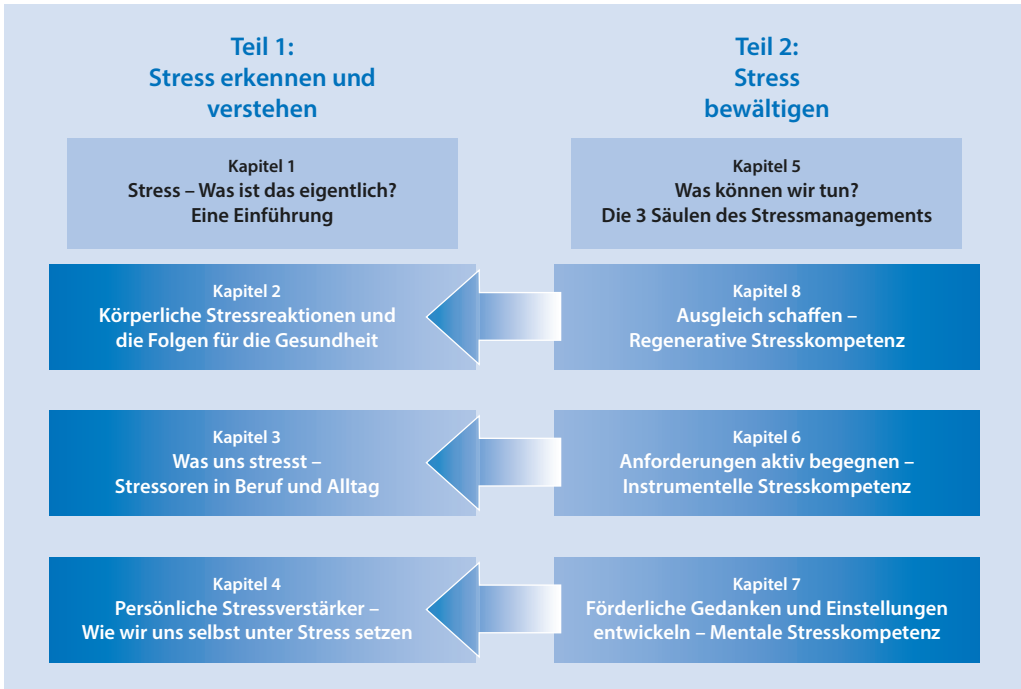 Teil 1:
Stress erkennen und
verstehen
Kapitel 1
Stress – Was ist das eigentlich?
Eine Einführung
Kapitel 2
Körperliche Stressreaktionen und
die Folgen für die Gesundheit
Kapitel 3
Was uns stresst –
Stressoren in Beruf und Alltag
Kapitel 4
Persönliche Stressverstärker –
Wie wir uns selbst unter Stress setzen
Teil 2:
Stress
bewältigen
Kapitel 5
Was können wir tun?
Die 3 Säulen des Stressmanagements
Kapitel 8
Ausgleich schaffen –
Regenerative Stresskompetenz
Kapitel 6
Anforderungen aktiv begegnen –
Instrumentelle Stresskompetenz
Kapitel 7
Förderliche Gedanken und Einstellungen
entwickeln – Mentale Stresskompetenz